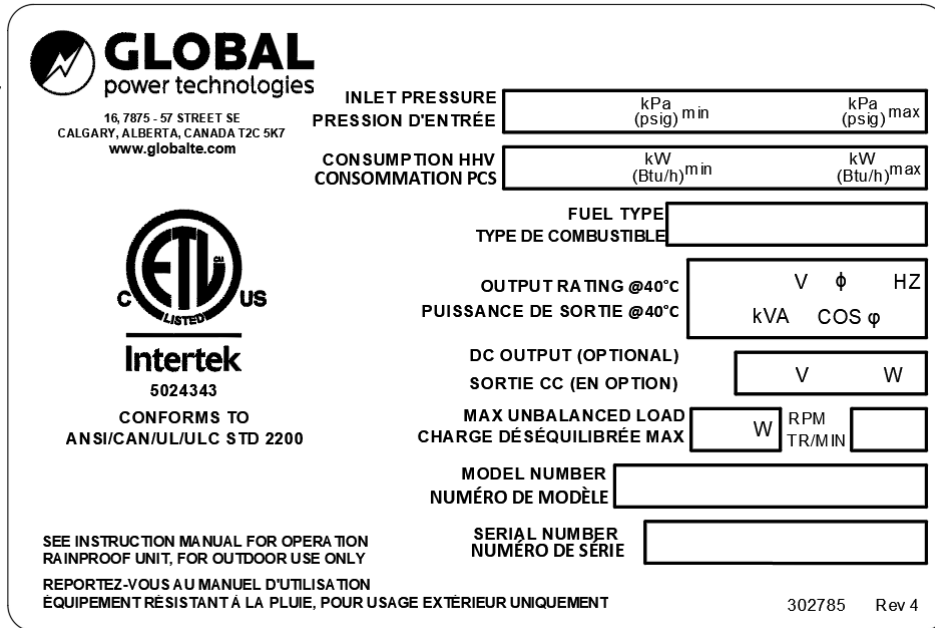 GLOBAL
power technologies
16, 7875 - 57 STREET SE
CALGARY, ALBERTA, CANADA T2C 5K7
www.globalte.com
INLET PRESSURE
PRESSION D'ENTRÉE
kPa
(psig) min
kPa
(psig) max
CONSUMPTION HHV
CONSOMMATION PCS
kW
(Btu/h) min
kW
(Btu/h) max
FUEL TYPE
TYPE DE COMBUSTIBLE
OUTPUT RATING @40°C
PUISSANCE DE SORTIE @40°C
V ϕ HZ
kVA COS φ
DC OUTPUT (OPTIONAL)
SORTIE CC (EN OPTION)
V W
MAX UNBALANCED LOAD
CHARGE DÉSÉQUILIBRÉE MAX
W
RPM
TR/MIN
MODEL NUMBER
NUMÉRO DE MODÈLE
SERIAL NUMBER
NUMÉRO DE SÉRIE
ETL
CM
LISTED
C US
Intertek
5024343
CONFORMS TO
ANSI/CAN/UL/ULC STD 2200
SEE INSTRUCTION MANUAL FOR OPERATION
RAINPROOF UNIT, FOR OUTDOOR USE ONLY
REPORTEZ-VOUS AU MANUEL D'UTILISATION
ÉQUIPEMENT RÉSISTANT À LA PLUIE, POUR USAGE EXTÉRIEUR UNIQUEMENT
302785 Rev 4